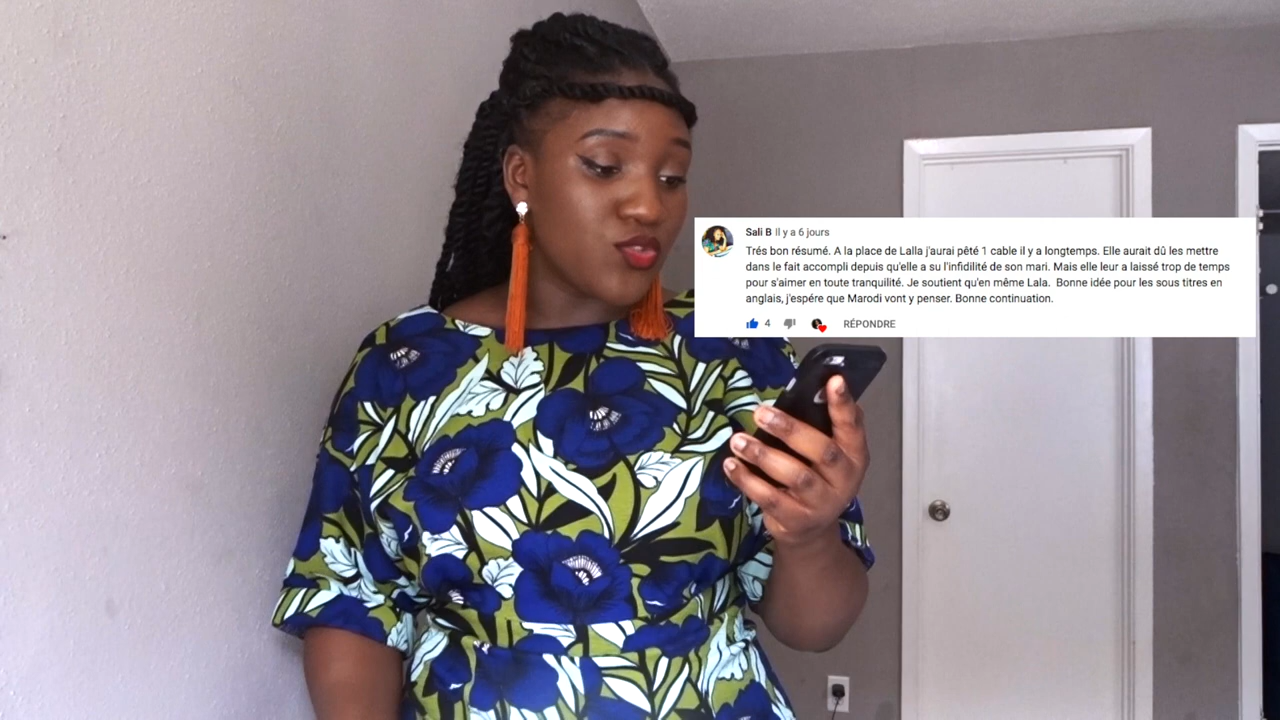 Sali B Il y a 6 jours
Trés bon résumé. A la place de Lalla j'aurai pêté 1 cable il y a longtemps. Elle aurait dû les mettre
dans le fait accompli depuis qu'elle a su l'infidilité de son mari. Mais elle leur a laissé trop de temps
pour s'aimer en toute tranquilité. Je soutient qu'en même Lala.  Bonne idée pour les sous titres en
anglais, j'espére que Marodi vont y penser. Bonne continuation.
4 RÉPONDRE